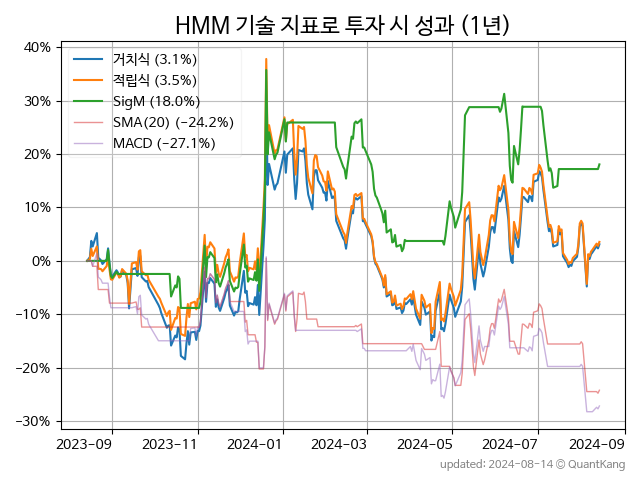 HMM 기술 지표로 투자 시 성과 (1년)
40%
30%
20%
10%
0%
−10%
−20%
−30%
거치식 (3.1%)
적립식 (3.5%)
SigM (18.0%)
SMA(20) (−24.2%)
MACD (−27.1%)
2023-09 2023-11 2024-01 2024-03 2024-05 2024-07 2024-09
updated: 2024-08-14 © QuantKang